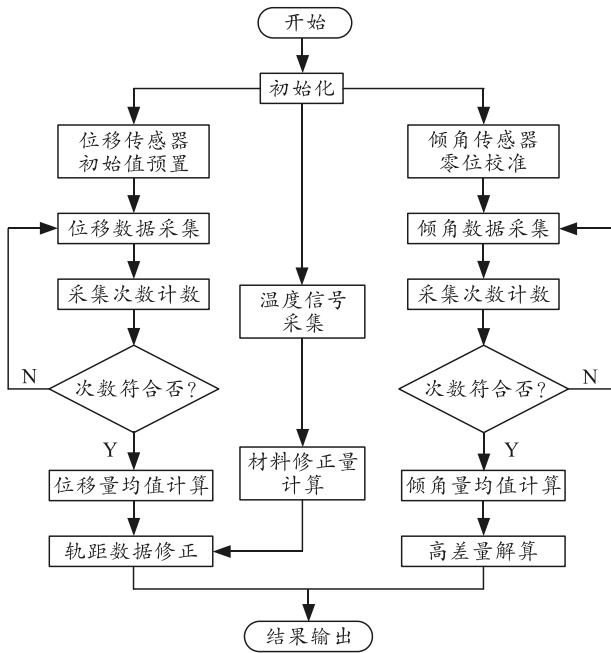 开始
初始化
位移传感器
初始值预置
倾角传感器
零位校准
位移数据采集
倾角数据采集
采集次数计数
温度信号
采集
采集次数计数
N
次数符合否?
次数符合否?
N
Y
Y
位移量均值计算
材料修正量
计算
倾角量均值计算
轨距数据修正
高差量解算
结果输出